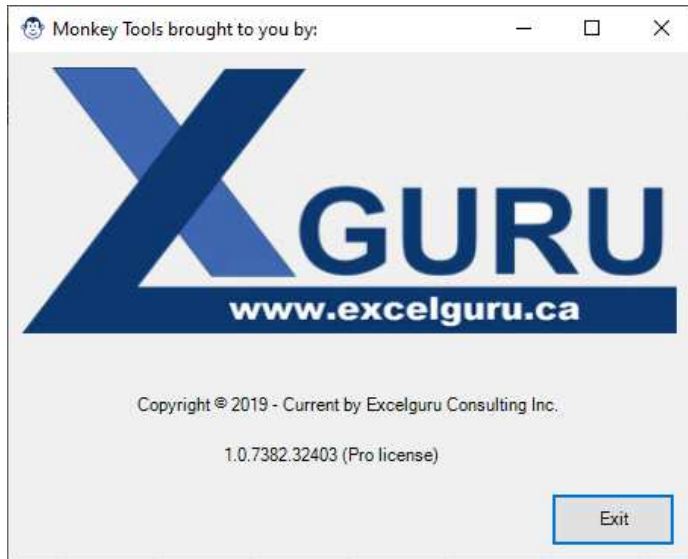 Monkey Tools brought to you by:
XGURU
www.excelguru.ca
Copyright © 2019 - Current by Excelguru Consulting Inc.
1.0.7382.32403 (Pro license)
Exit